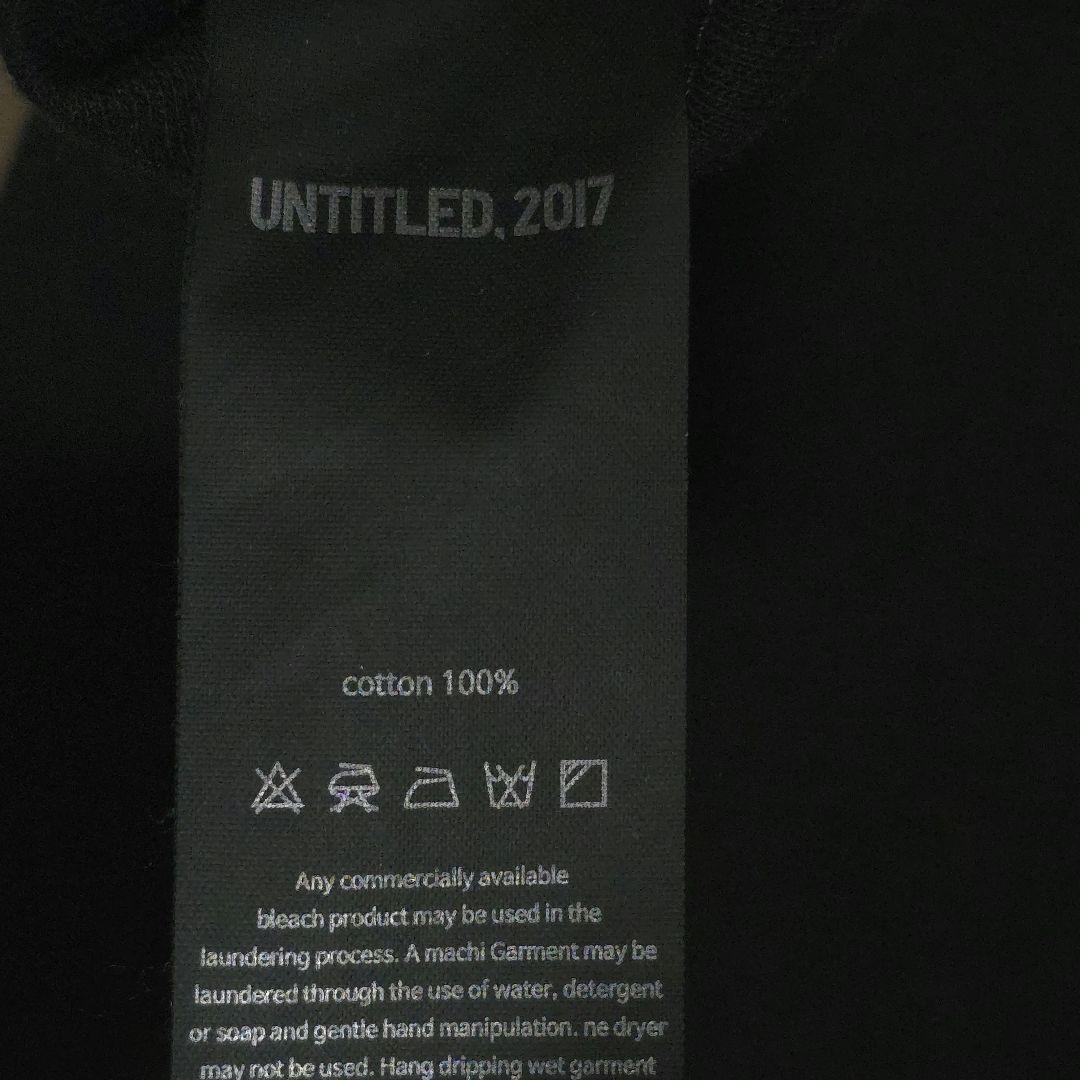 UNTITLED, 2017
cotton 100%
Any commercially available
bleach product may be used in the
laundering process. A machi Garment may be
laundered through the use of water, detergent
or soap and gentle hand manipulation. ne dryer
may not be used. Hang dripping wet garment